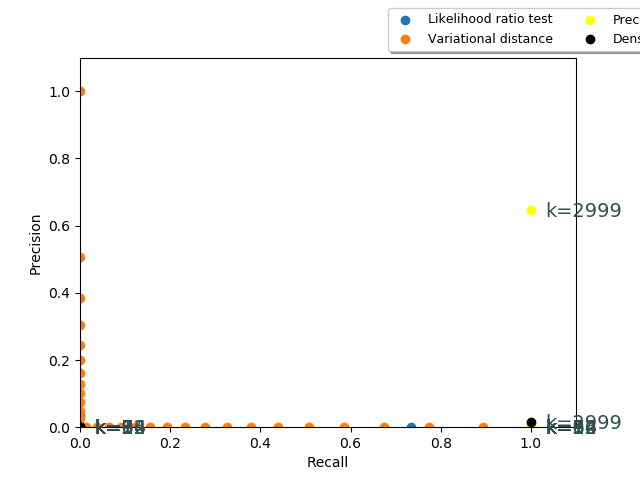 Likelihood ratio test
Variational distance
Prec
Dens
1.0
0.8
0.6
0.4
0.2
0.0
Precision
k=2999
k=2999
0.0
0.2
0.4
0.6
0.8
1.0
Recall